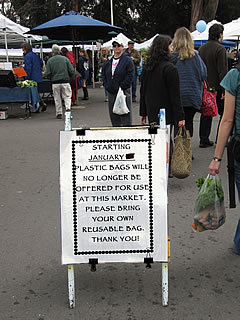 STARTING
JANUARY
PLASTIC BAGS WILL
NO LONGER BE
OFFERED FOR USE
AT THIS MARKET.
PLEASE BRING
YOUR OWN
REUSABLE BAG.
THANK YOU!